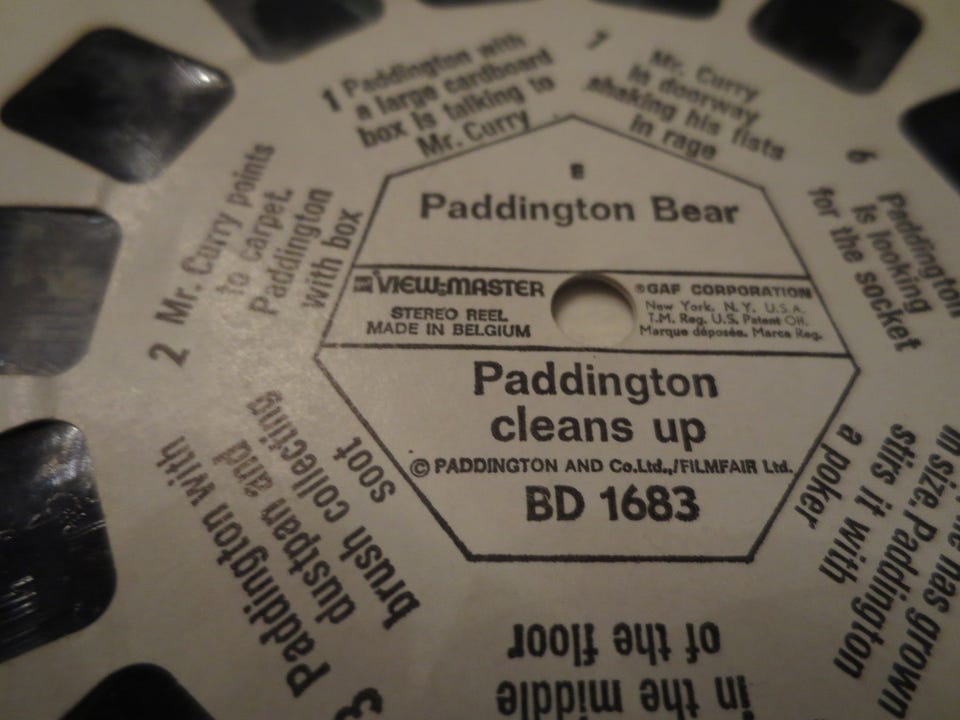 B
Paddington Bear
GAF VIEW-MASTER
STEREO REEL
MADE IN BELGIUM
®GAF CORPORATION
New York, N.Y. U.S.A.
T.M. Reg. U.S. Patent Off.
Marque déposée. Marca Reg.
Paddington
cleans up
© PADDINGTON AND Co.Ltd.,/FILMFAIR Ltd.
BD 1683
1 Paddington with
a large cardboard
box is talking to
Mr. Curry
2 Mr. Curry points
to carpet.
Paddington
with box
3 Paddington with
dustpan and
brush collecting
soot
in the middle
of the floor
has grown
in size. Paddington
stirs it with
a poker
6 Paddington
is looking
for the socket
7 Mr. Curry
in doorway
shaking his fists
in rage